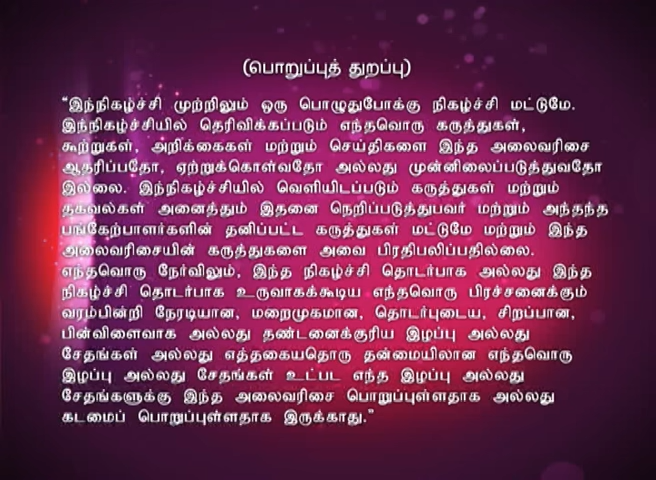 (பொறுப்புத் துறப்பு)
“இந்நிகழ்ச்சி முற்றிலும் ஒரு பொழுதுபோக்கு நிகழ்ச்சி மட்டுமே.
இந்நிகழ்ச்சியில் தெரிவிக்கப்படும் எந்தவொரு கருத்துகள்,
கூற்றுகள், அறிக்கைகள் மற்றும் செய்திகளை இந்த அலைவரிசை
ஆதரிப்பதோ, ஏற்றுக்கொள்வதோ அல்லது முன்னிலைப்படுத்துவதோ
இல்லை. இந்நிகழ்ச்சியில் வெளியிடப்படும் கருத்துகள் மற்றும்
தகவல்கள் அனைத்தும் இதனை நெறிப்படுத்துபவர் மற்றும் அந்தந்த
பங்கேற்பாளர்களின் தனிப்பட்ட கருத்துகள் மட்டுமே மற்றும் இந்த
அலைவரிசையின் கருத்துகளை அவை பிரதிபலிப்பதில்லை.
எந்தவொரு நேர்விலும், இந்த நிகழ்ச்சி தொடர்பாக அல்லது இந்த
நிகழ்ச்சி தொடர்பாக உருவாகக்கூடிய எந்தவொரு பிரச்சனைக்கும்
வரம்பின்றி நேரடியான, மறைமுகமான, தொடர்புடைய, சிறப்பான,
பின்விளைவாக அல்லது தண்டனைக்குரிய இழப்பு அல்லது
சேதங்கள் அல்லது எத்தகையதொரு தன்மையிலான எந்தவொரு
இழப்பு அல்லது சேதங்கள் உட்பட எந்த இழப்பு அல்லது
சேதங்களுக்கு இந்த அலைவரிசை பொறுப்புள்ளதாக அல்லது
கடமைப் பொறுப்புள்ளதாக இருக்காது.”